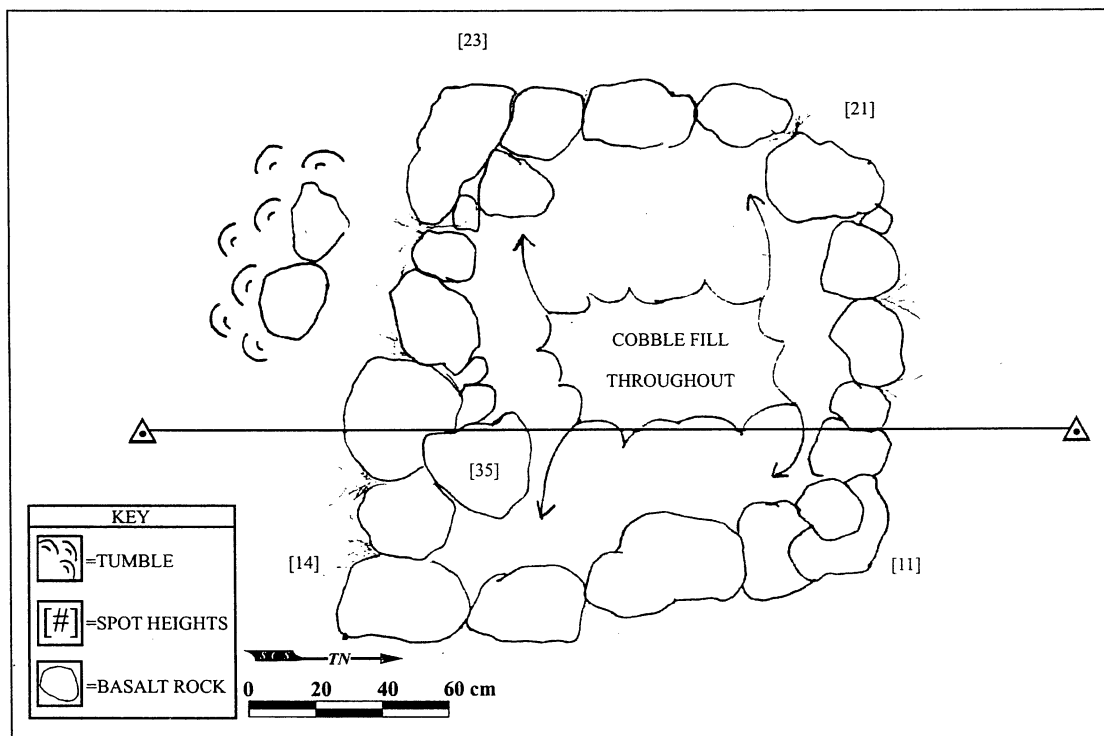 [23]
[21]
COBBLE FILL
THROUGHOUT
[35]
[14]
[11]
KEY
=TUMBLE
[#] =SPOT HEIGHTS
=BASALT ROCK
SCS
TN
0 20 40 60 cm